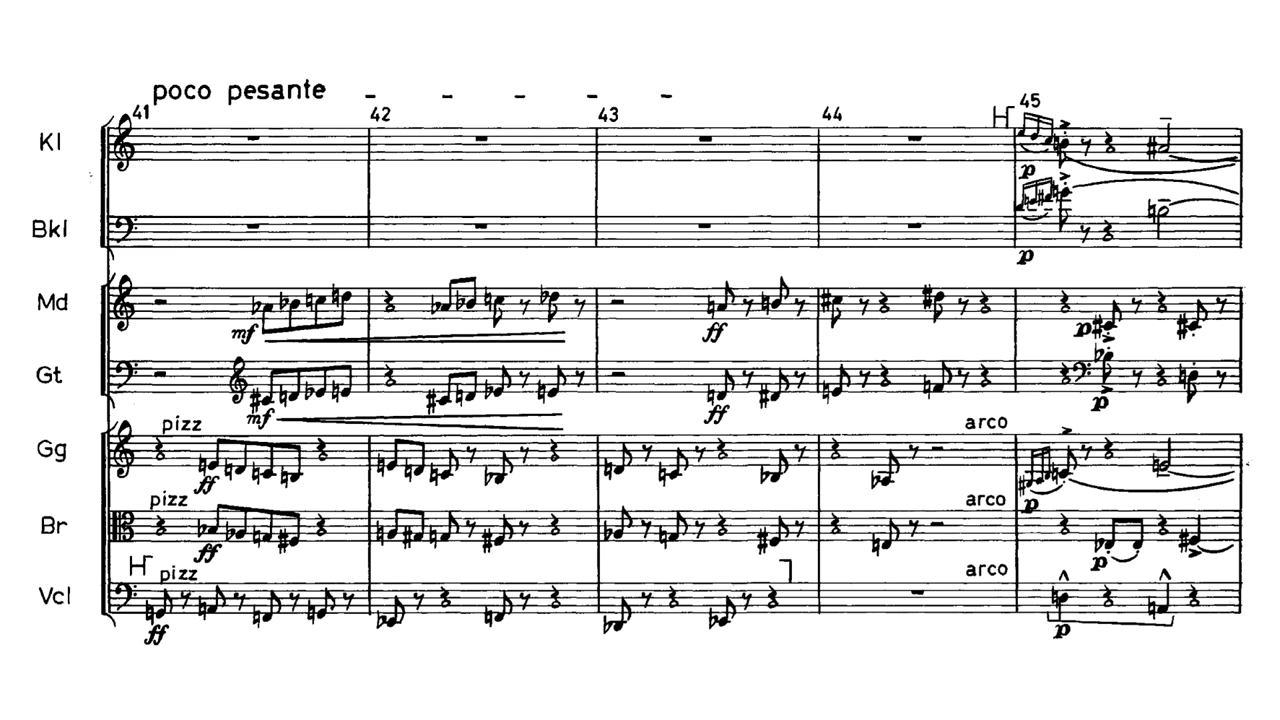 poco pesante - - - - -
41 42 43 44 45
Kl
p
Bkl
p
Md
mf ff p
Gt
mf ff p
pizz arco
Gg
ff p
pizz arco
Br
ff p
H pizz arco
Vcl
ff p